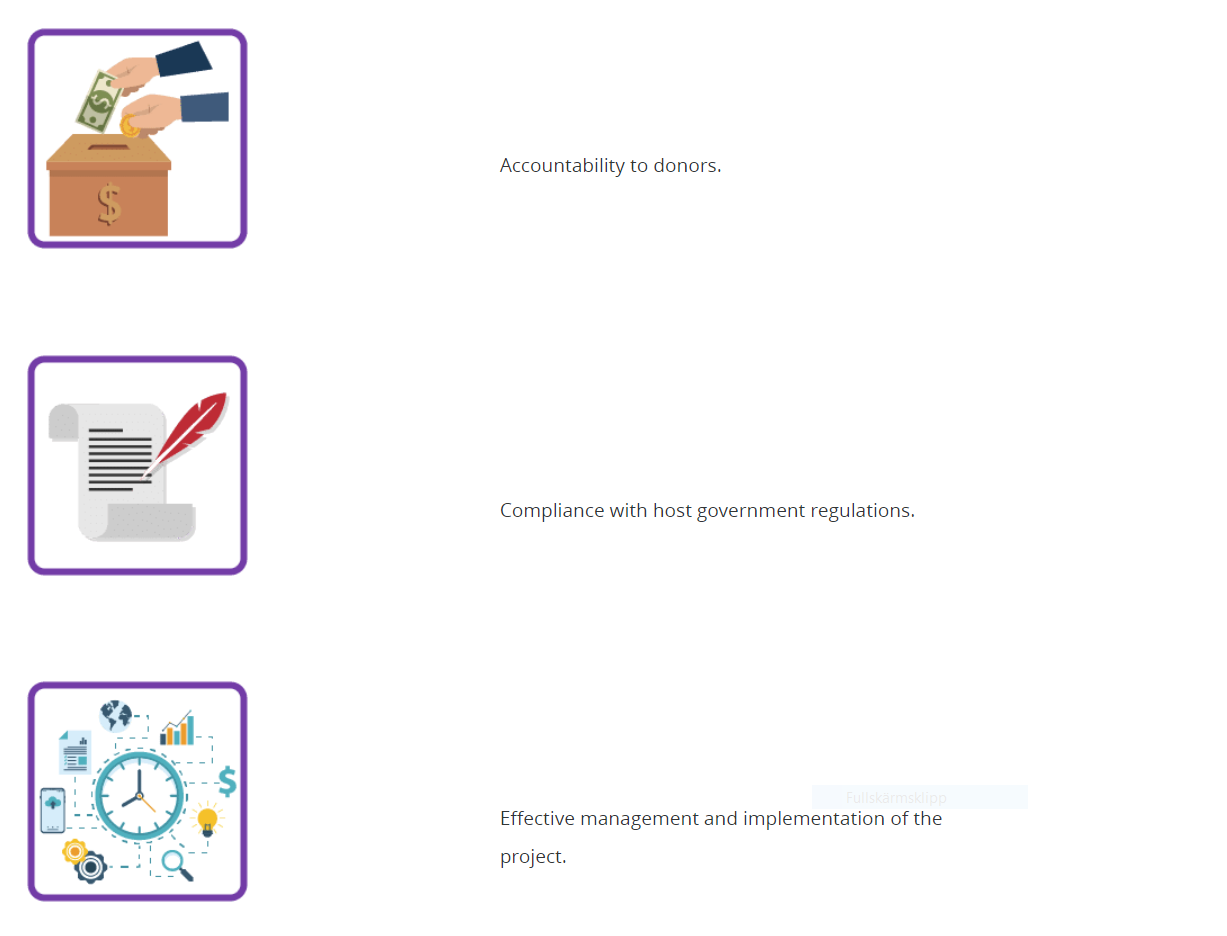 $
Accountability to donors.
Compliance with host government regulations.
$
Fullskärmsklipp
Effective management and implementation of the
project.